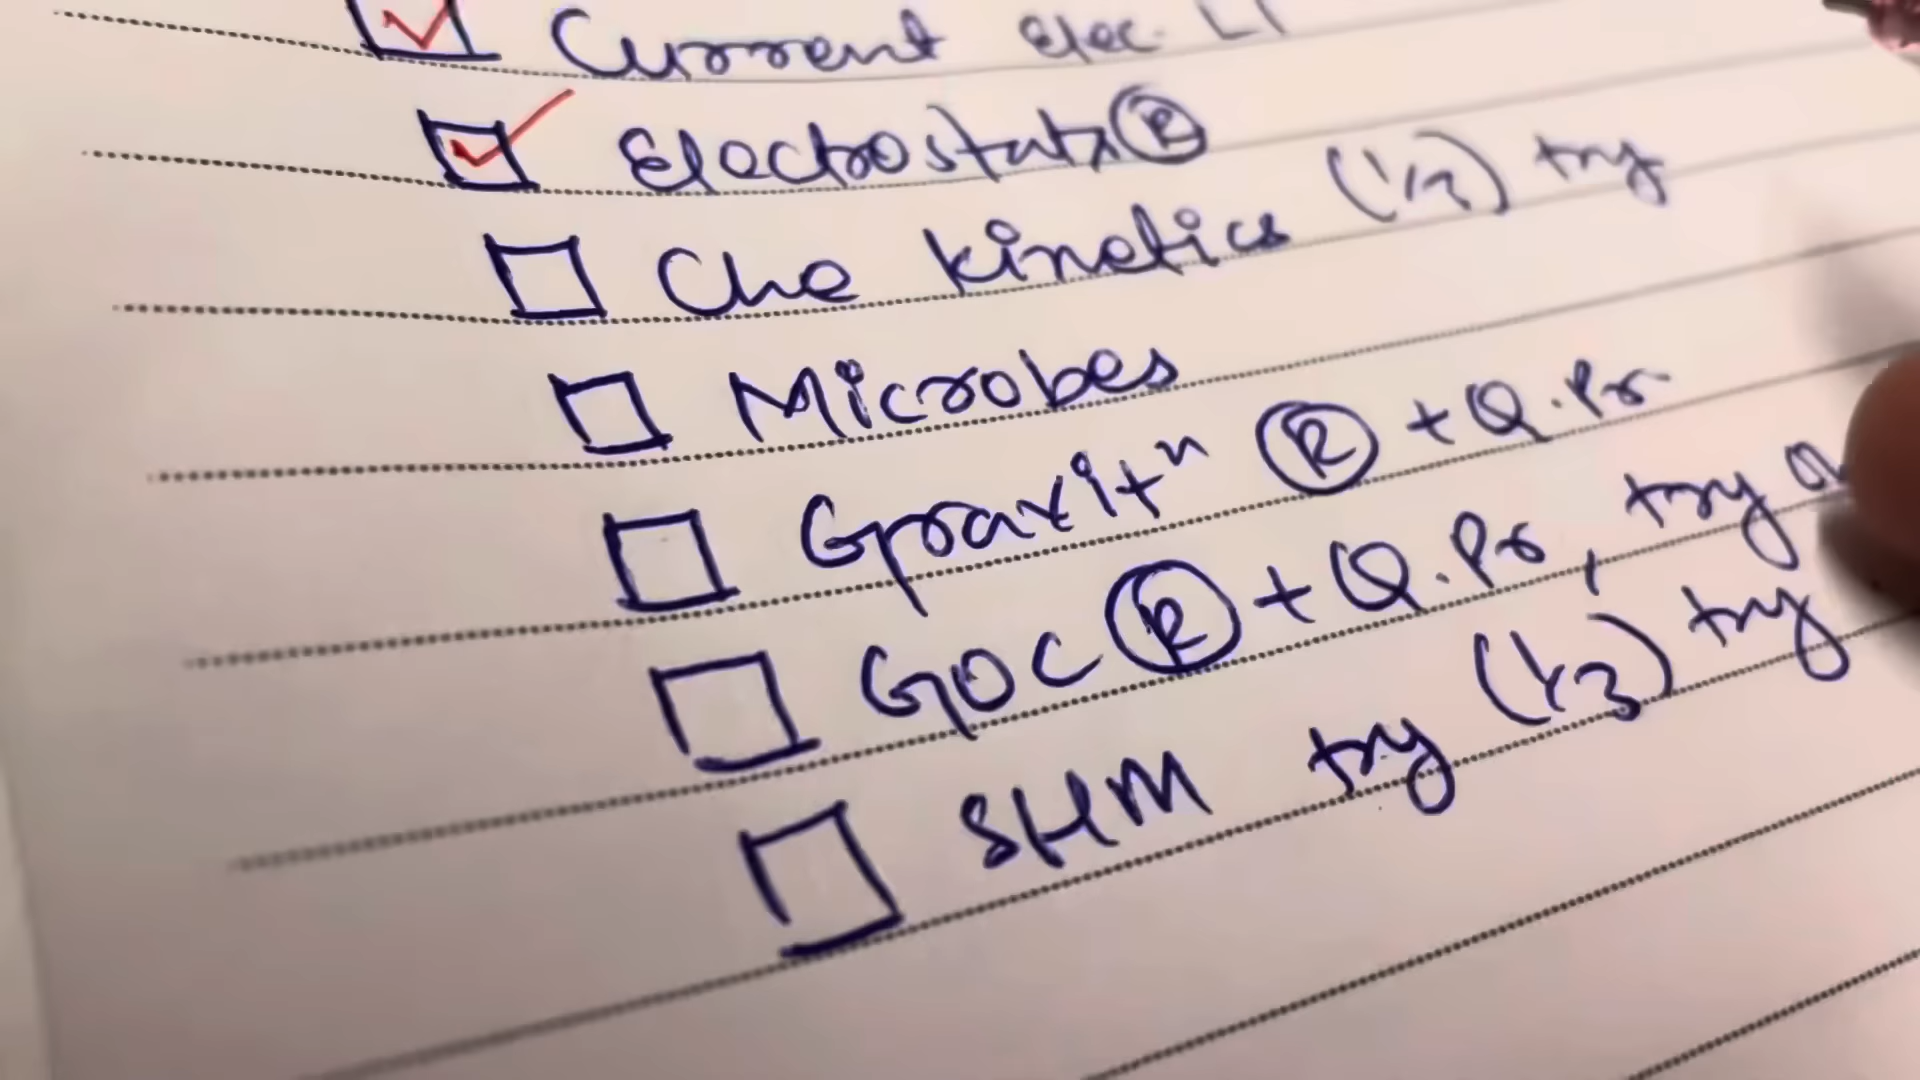 Current elec. L1
Electrostatx Ⓡ
Che kinetics (1/2) try
Microbes
Gravitⁿ Ⓡ + Q.Pr
GOC Ⓡ + Q.Pr, try
SHM try (1/3) try